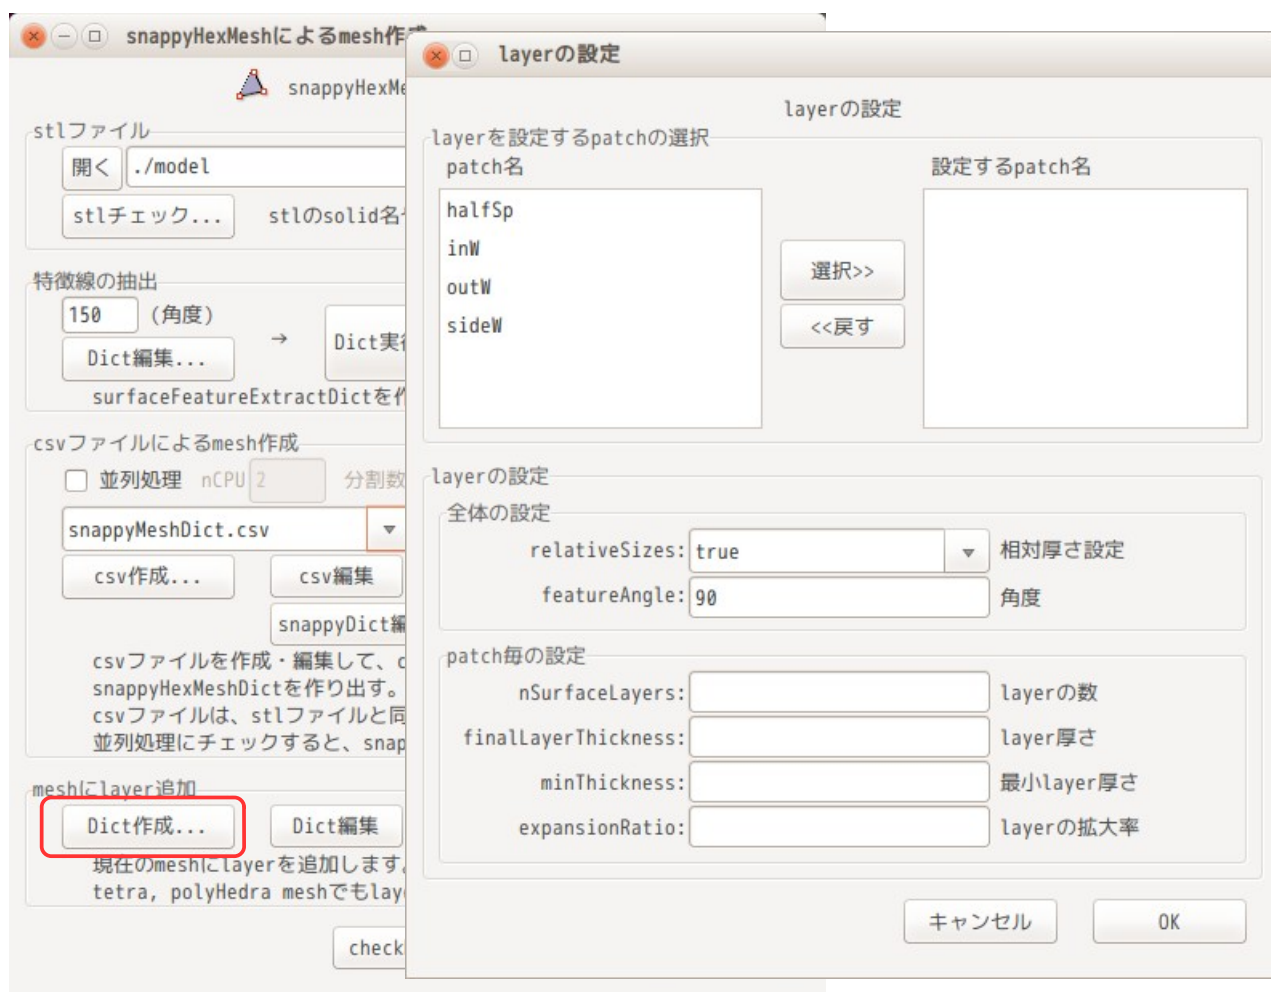 snappyHexMeshによるmesh作成
snappyHexMe
stlファイル
開く ./model
stlチェック... stlのsolid名
特徴線の抽出
150 (角度)
→ Dict実
Dict編集...
surfaceFeatureExtractDictを
csvファイルによるmesh作成
並列処理 nCPU 2 分割数
snappyMeshDict.csv
csv作成... csv編集
snappyDict編
csvファイルを作成・編集して、c
snappyHexMeshDictを作り出す。
csvファイルは、stlファイルと同
並列処理にチェックすると、snap
meshにlayer追加
Dict作成... Dict編集
現在のmeshにlayerを追加します。
tetra, polyHedra meshでもlay
check
layerの設定
layerの設定
layerを設定するpatchの選択
patch名 設定するpatch名
halfSp
inW
outW
sideW
選択>>
<<戻す
layerの設定
全体の設定
relativeSizes: true 相対厚さ設定
featureAngle: 90 角度
patch毎の設定
nSurfaceLayers: layerの数
finalLayerThickness: layer厚さ
minThickness: 最小layer厚さ
expansionRatio: layerの拡大率
キャンセル OK